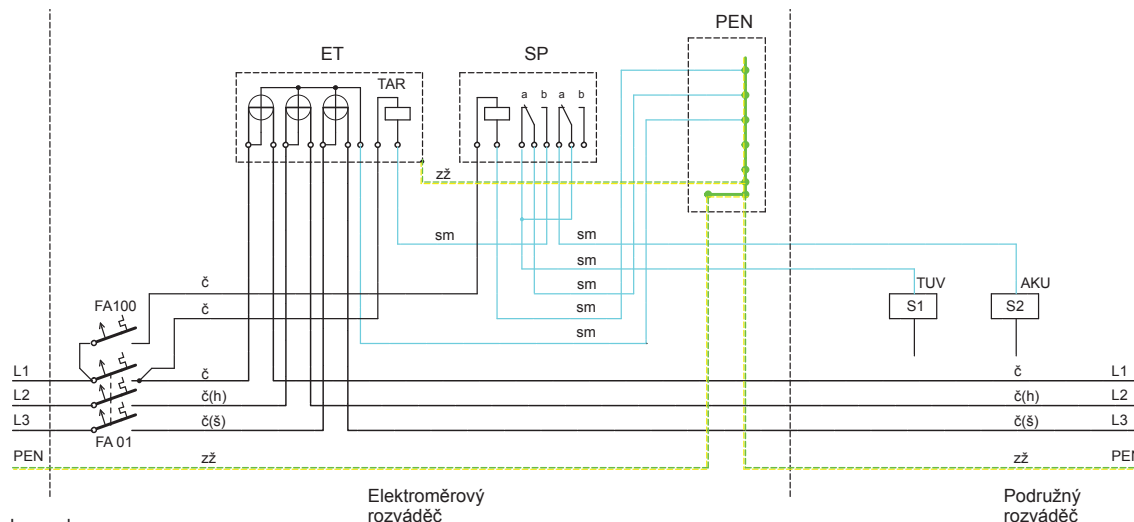 PEN
ET
SP
TAR
a
b
a
b
zž
sm
sm
sm
sm
sm
č
č
FA100
TUV
AKU
S1
S2
L1
č
č
L1
L2
č(h)
č(h)
L2
L3
č(š)
č(š)
L3
FA 01
PEN
zž
zž
PEN
Elektroměrový
rozváděč
Podružný
rozváděč